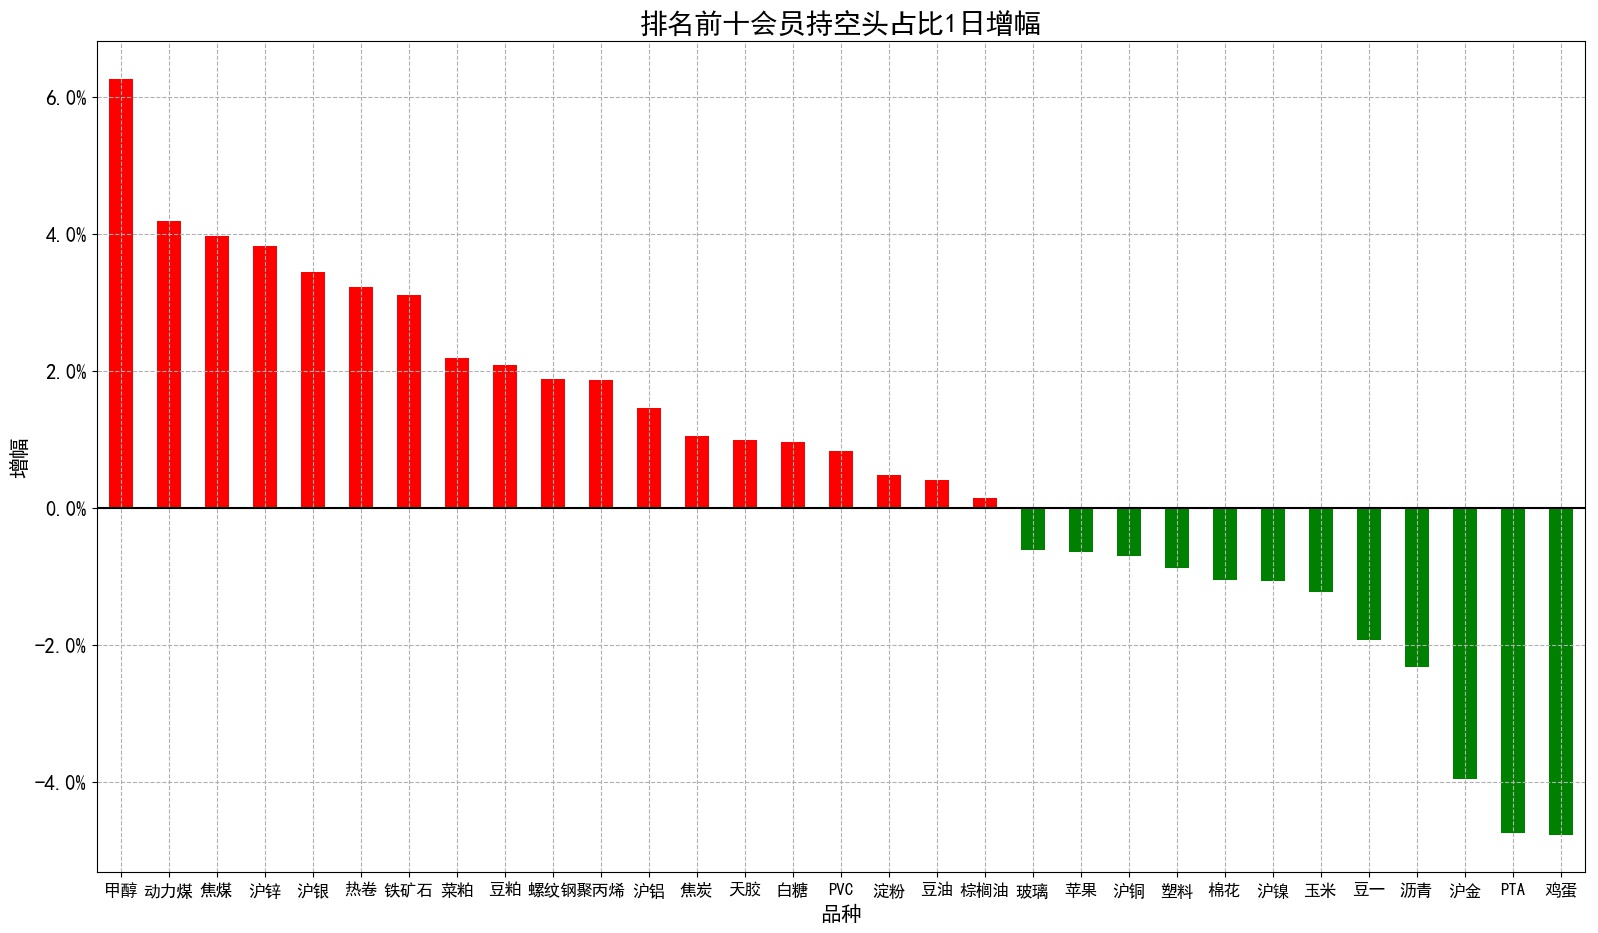 排名前十会员持空头占比1日增幅
增幅
6.0%
4.0%
2.0%
0.0%
−2.0%
−4.0%
甲醇 动力煤 焦煤 沪锌 沪银 热卷 铁矿石 菜粕 豆粕 螺纹钢 聚丙烯 沪铝 焦炭 天胶 白糖 PVC 淀粉 豆油 棕榈油 玻璃 苹果 沪铜 塑料 棉花 沪镍 玉米 豆一 沥青 沪金 PTA 鸡蛋
品种